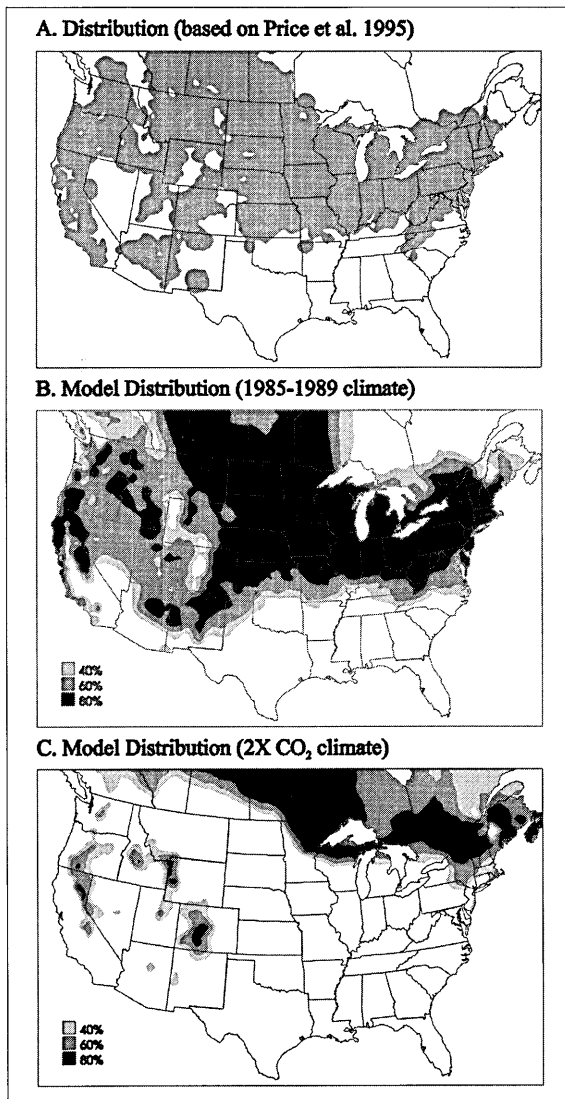 A. Distribution (based on Price et al. 1995)
B. Model Distribution (1985-1989 climate)
40%
60%
80%
C. Model Distribution (2X CO₂ climate)
40%
60%
80%